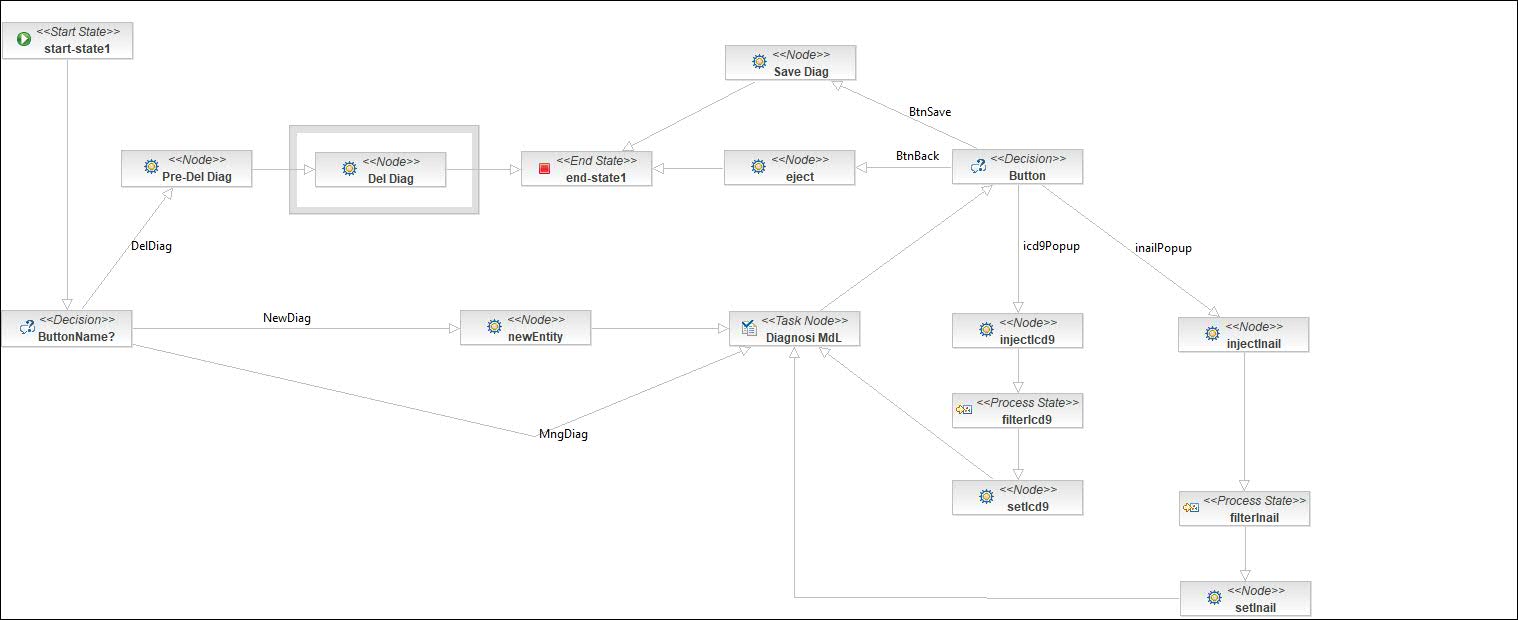 <<Start State>>
start-state1
<<Node>>
Save Diag
BtnSave
<<Node>>
Pre-Del Diag
<<Node>>
Del Diag
<<End State>>
end-state1
<<Node>>
eject
BtnBack
<<Decision>>
Button
DelDiag
icd9Popup
inailPopup
<<Decision>>
ButtonName?
NewDiag
<<Node>>
newEntity
<<Task Node>>
Diagnosi MdL
<<Node>>
injectIcd9
<<Node>>
injectInail
<<Process State>>
filterIcd9
MngDiag
<<Node>>
setIcd9
<<Process State>>
filterInail
<<Node>>
setInail